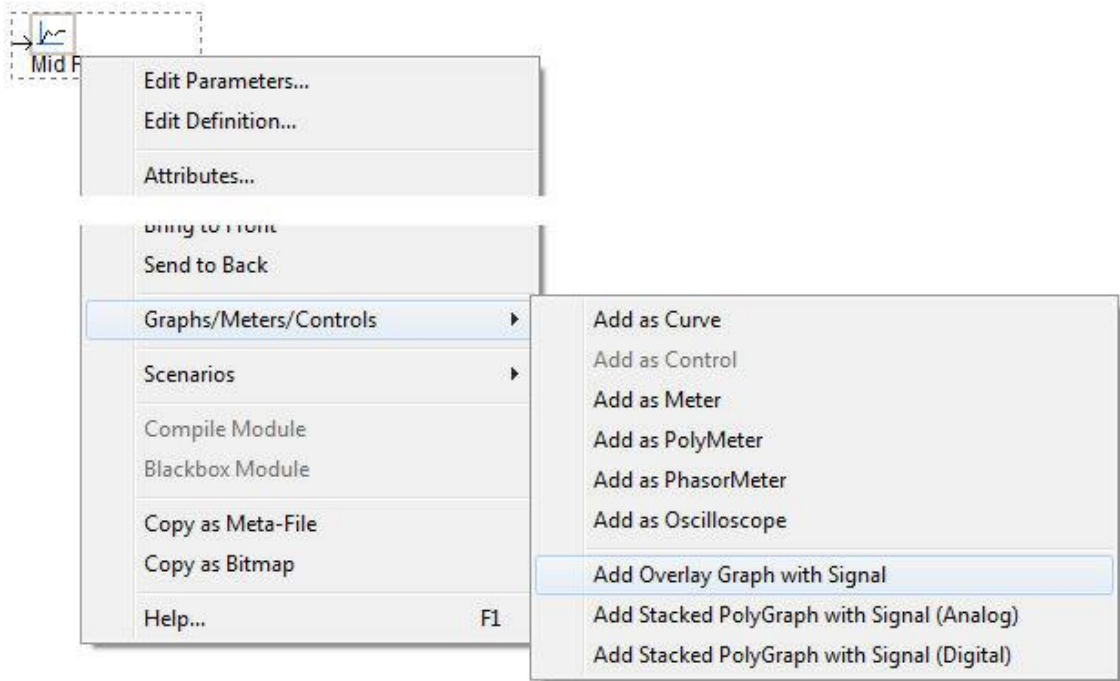 Mid
Edit Parameters...
Edit Definition...
Attributes...
Bring to Front
Send to Back
Graphs/Meters/Controls
Scenarios
Compile Module
Blackbox Module
Copy as Meta-File
Copy as Bitmap
Help... F1
Add as Curve
Add as Control
Add as Meter
Add as PolyMeter
Add as PhasorMeter
Add as Oscilloscope
Add Overlay Graph with Signal
Add Stacked PolyGraph with Signal (Analog)
Add Stacked PolyGraph with Signal (Digital)